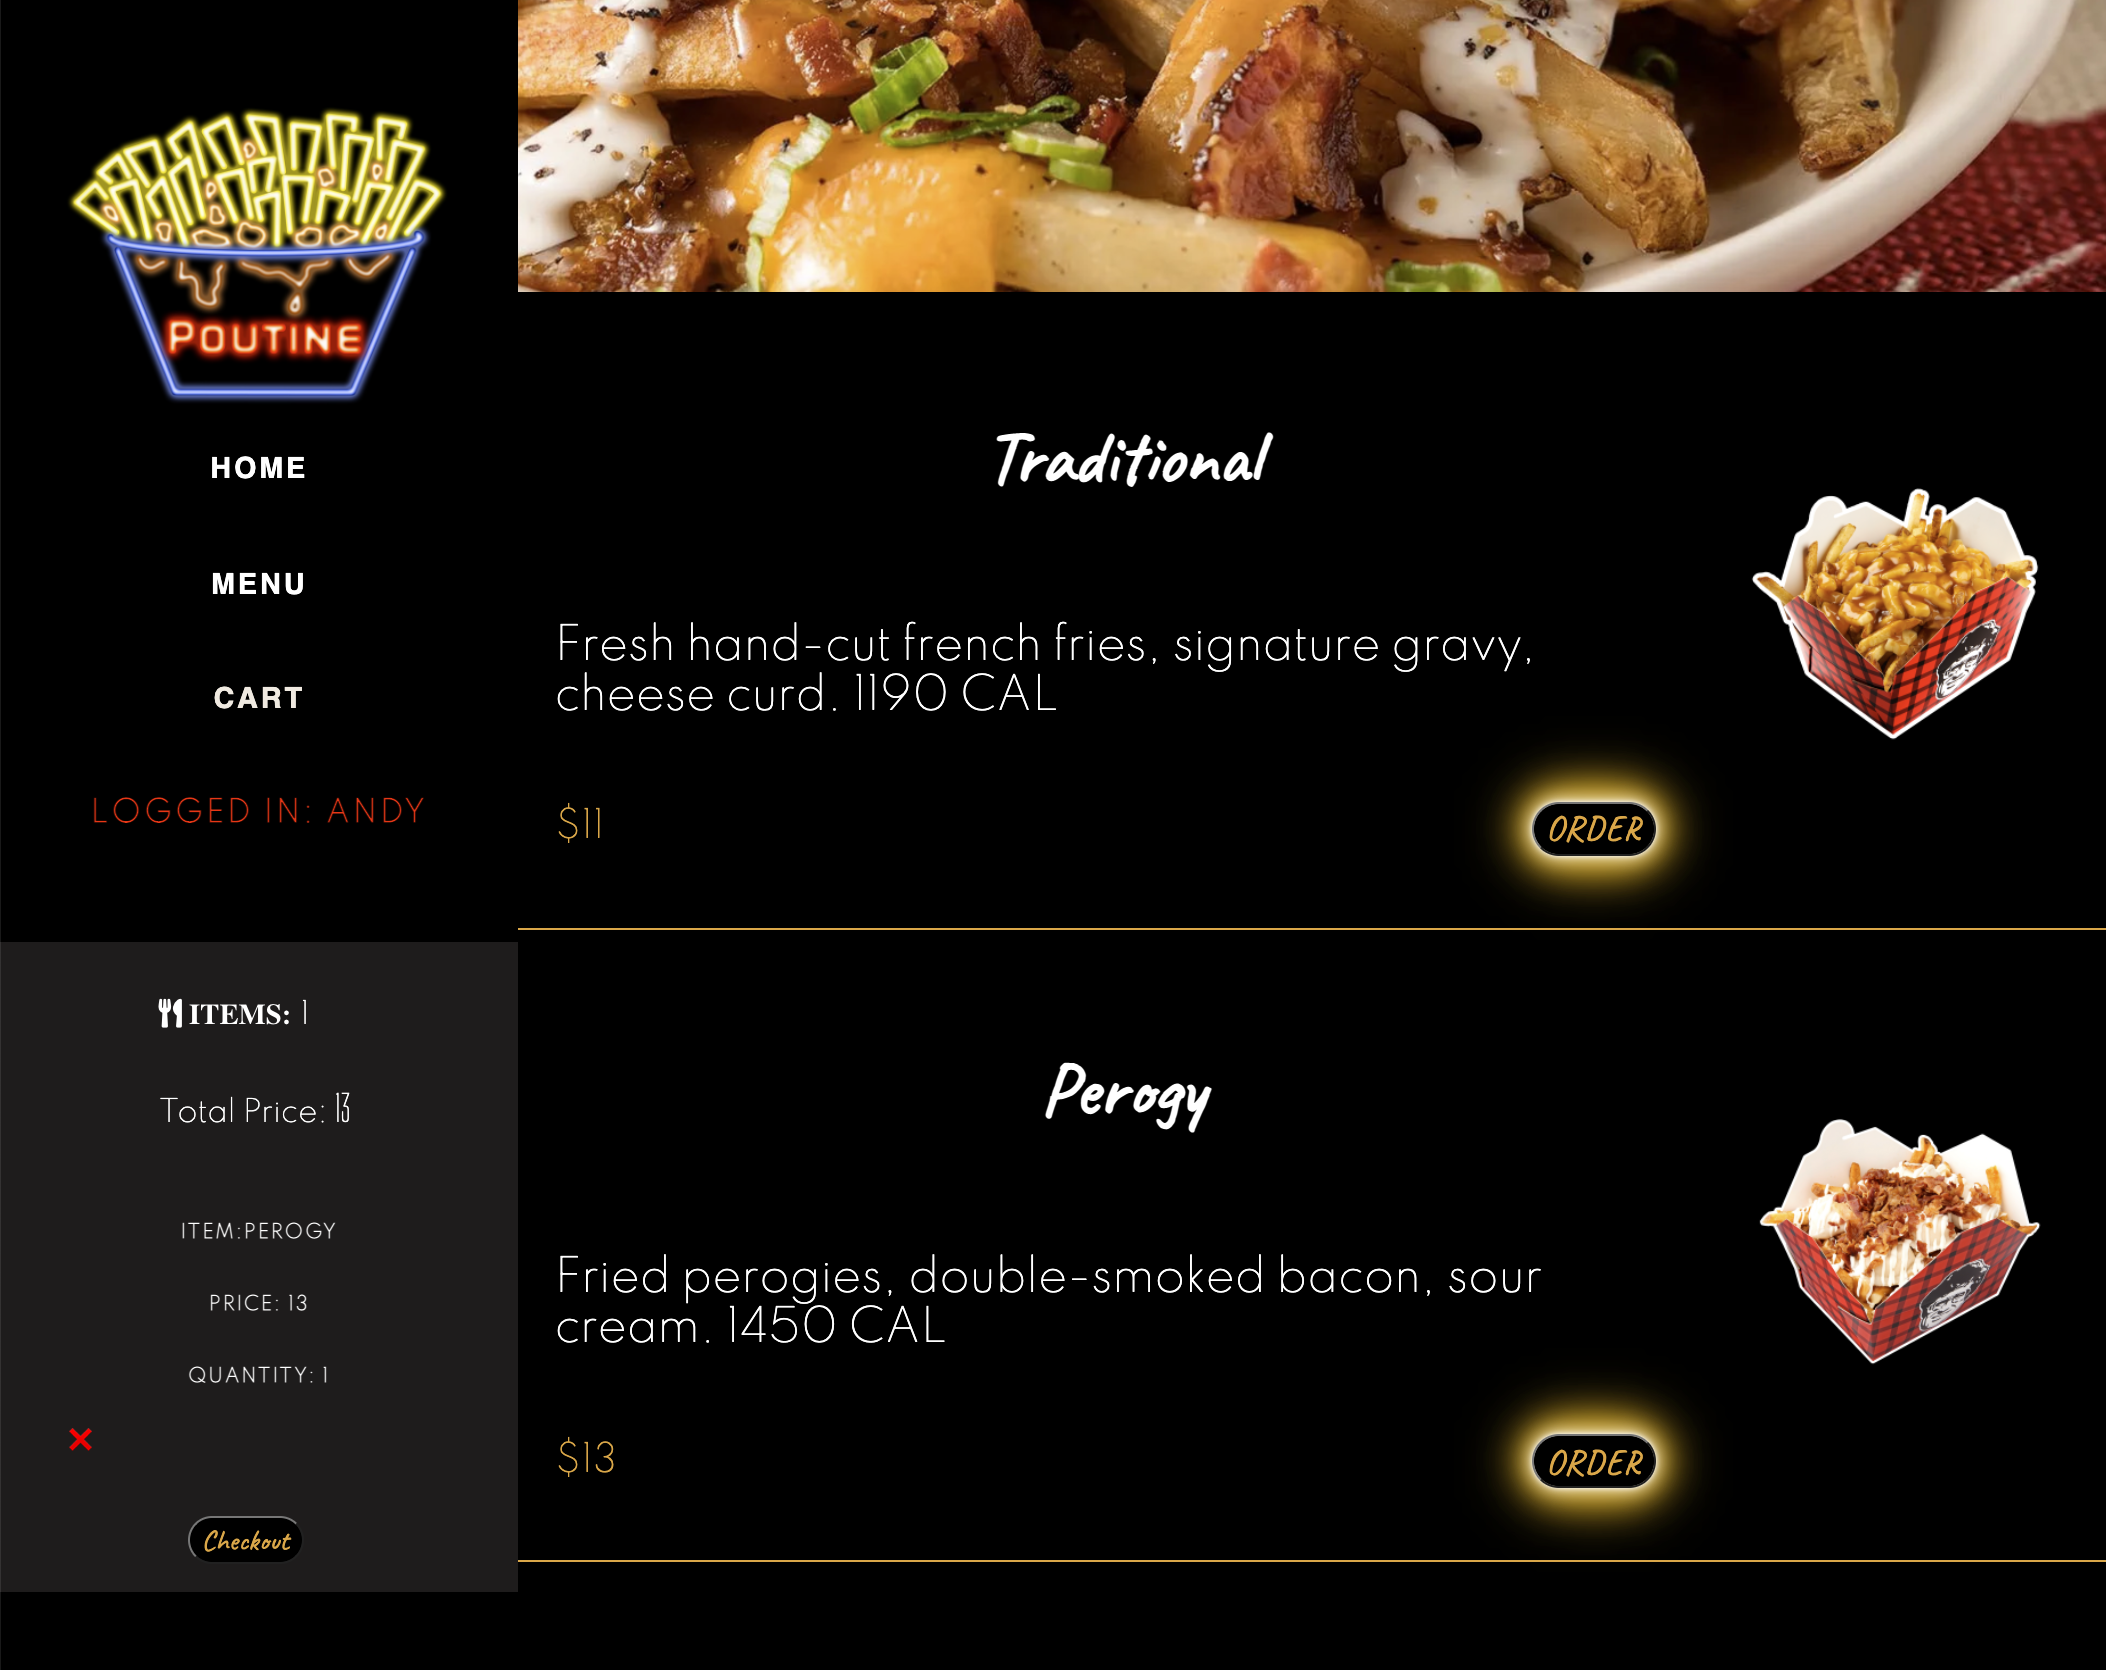 POUTINE
HOME
MENU
CART
LOGGED IN: ANDY
ITEMS: 1
Total Price: 13
ITEM:PEROGY
PRICE: 13
QUANTITY: 1
Checkout
Traditional
Fresh hand-cut french fries, signature gravy,
cheese curd. 1190 CAL
$11
ORDER
Perogy
Fried perogies, double-smoked bacon, sour
cream. 1450 CAL
$13
ORDER